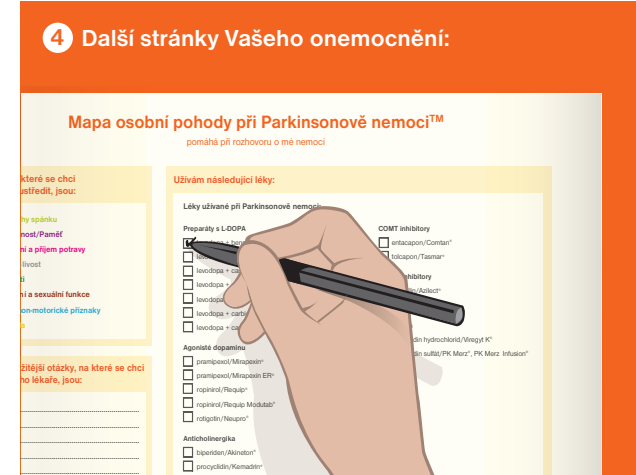 4 Další stránky Vašeho onemocnění:
Mapa osobní pohody při Parkinsonově nemoci™
pomáhá při rozhovoru o mé nemoci
které se chci
ustředit, jsou:
hy spánku
nost/Paměť
ní a příjem potravy
livost
ní a sexuální funkce
on-motorické příznaky
žitější otázky, na které se chci
ho lékaře, jsou:
Užívám následující léky:
Léky užívané při Parkinsonově nemoci:
Preparáty s L-DOPA
levodopa +
levodopa + ca
levodopa +
levodopa
levodopa + carbi
levodopa + ca
Agonisté dopaminu
pramipexol/Mirapexin®
pramipexol/Mirapexin ER®
ropinirol/Requip®
ropinirol/Requip Modutab®
rotigotin/Neupro®
Anticholinergika
biperiden/Akineton®
procyclidin/Kemadrin®
COMT inhibitory
entacapon/Comtan®
tolcapon/Tasmar®
hibitory
/Azilect®
din hydrochlorid/Viregyt K®
din sulfát/PK Merz®, PK Merz Infusion®